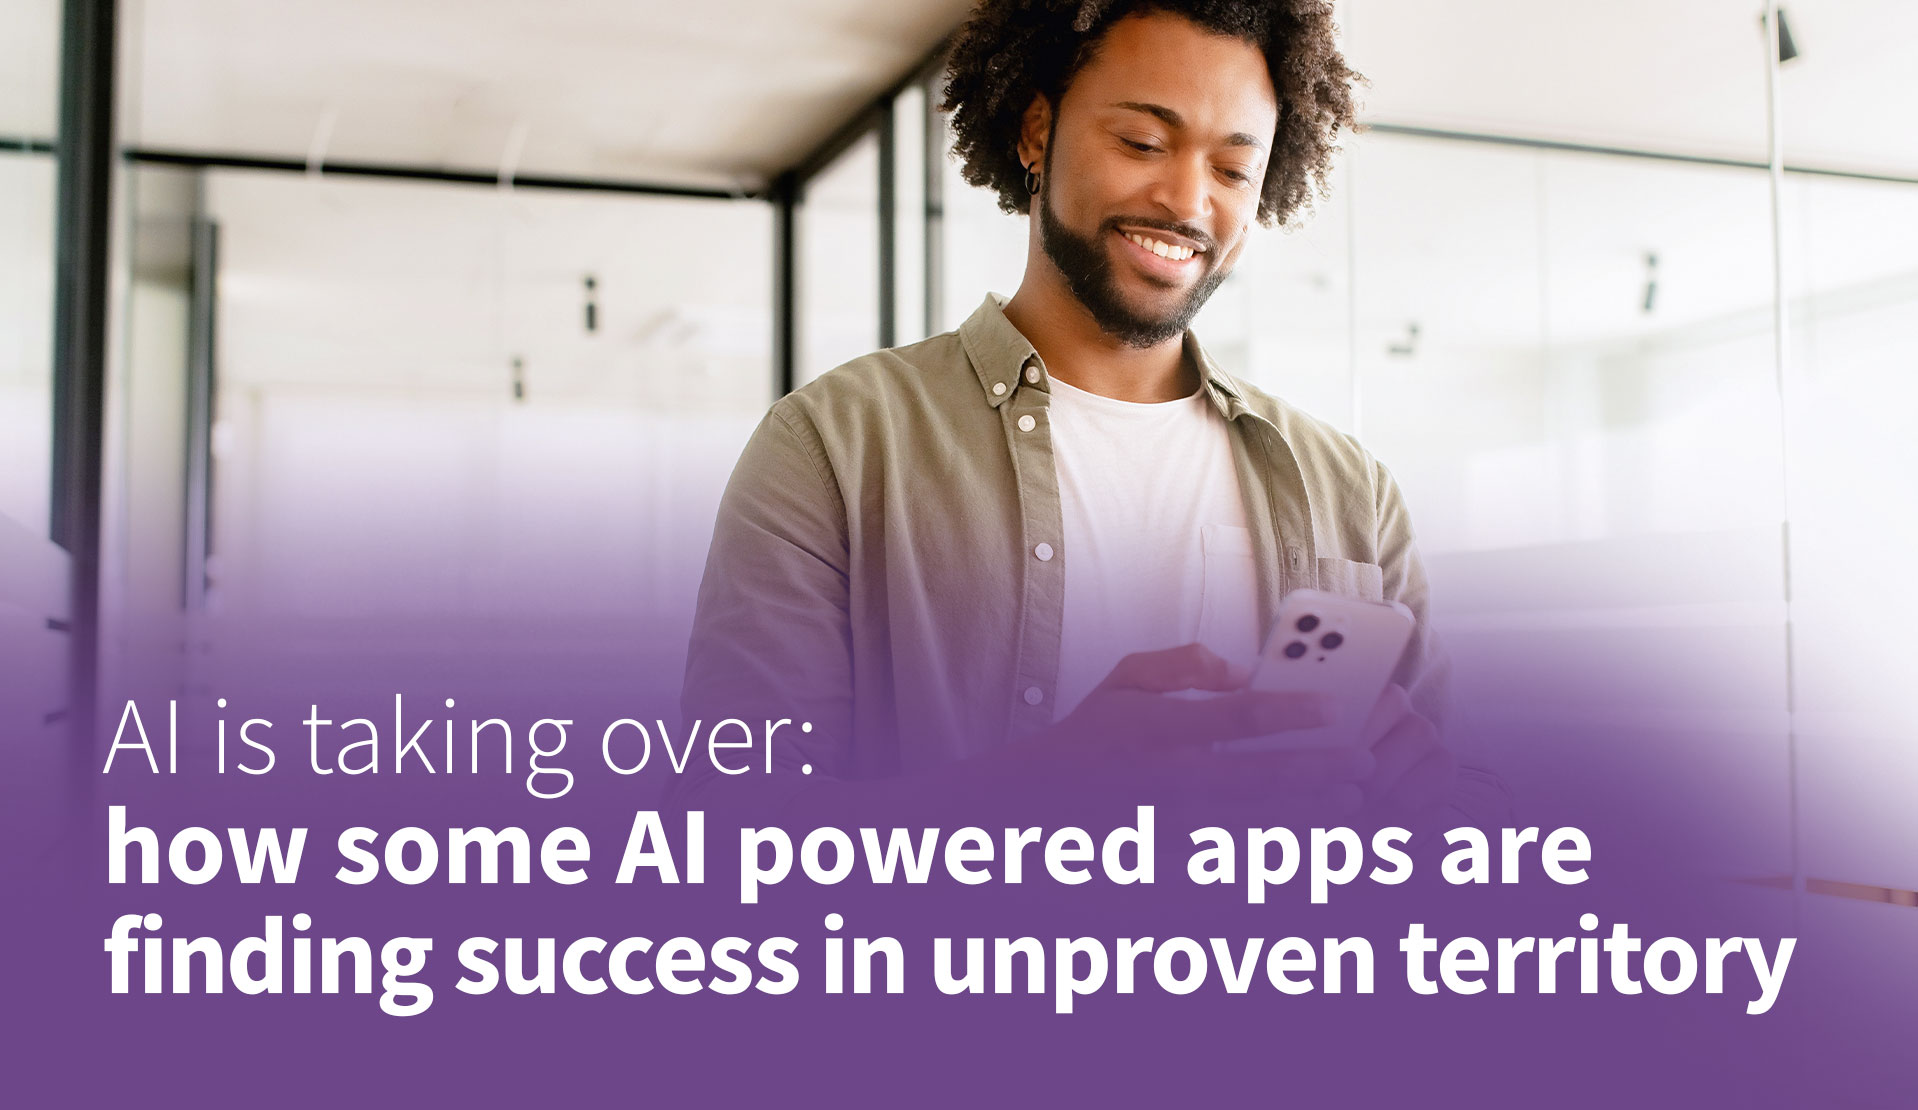 AI is taking over:
how some AI powered apps are
finding success in unproven territory